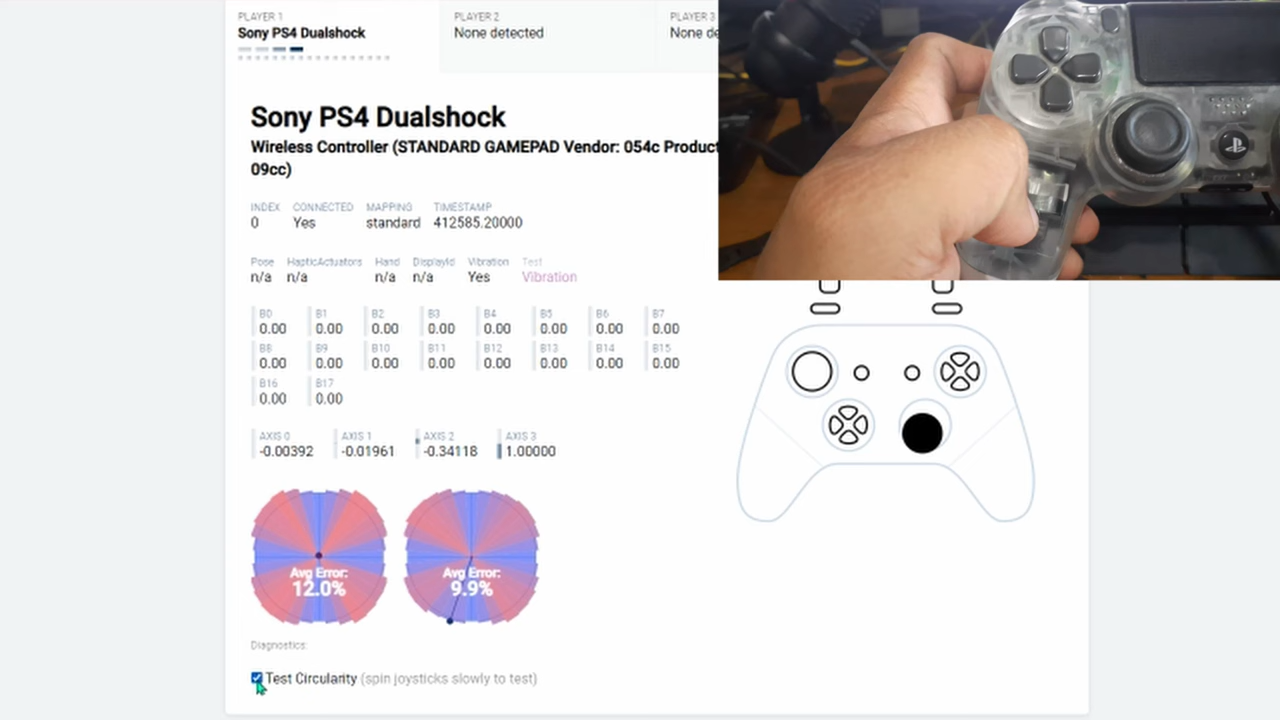 PLAYER 1
Sony PS4 Dualshock
PLAYER 2
None detected
PLAYER 3
None de
Sony PS4 Dualshock
Wireless Controller (STANDARD GAMEPAD Vendor: 054c Product
09cc)
INDEX CONNECTED MAPPING TIMESTAMP
0 Yes standard 412585.20000
Pose HapticActuators Hand DisplayId Vibration Test
n/a n/a n/a n/a Yes Vibration
B0 B1 B2 B3 B4 B5 B6 B7
0.00 0.00 0.00 0.00 0.00 0.00 0.00 0.00
B8 B9 B10 B11 B12 B13 B14 B15
0.00 0.00 0.00 0.00 0.00 0.00 0.00 0.00
B16 B17
0.00 0.00
AXIS 0 AXIS 1 AXIS 2 AXIS 3
-0.00392 -0.01961 -0.34118 1.00000
Avg Error: Avg Error:
12.0% 9.9%
Diagnostics:
Test Circularity (spin joysticks slowly to test)